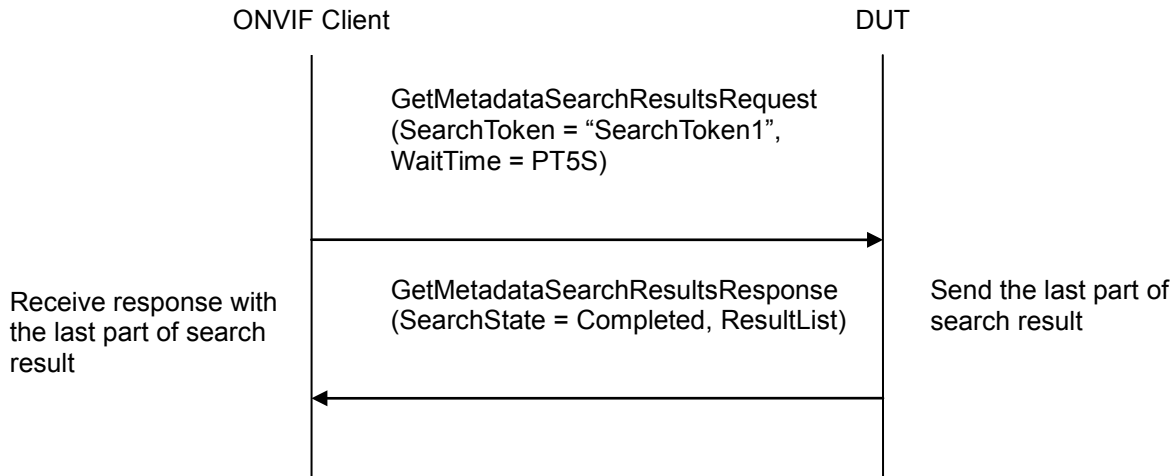 ONVIF Client
DUT
GetMetadataSearchResultsRequest
(SearchToken = “SearchToken1”,
WaitTime = PT5S)
Receive response with
the last part of search
result
GetMetadataSearchResultsResponse
(SearchState = Completed, ResultList)
Send the last part of
search result